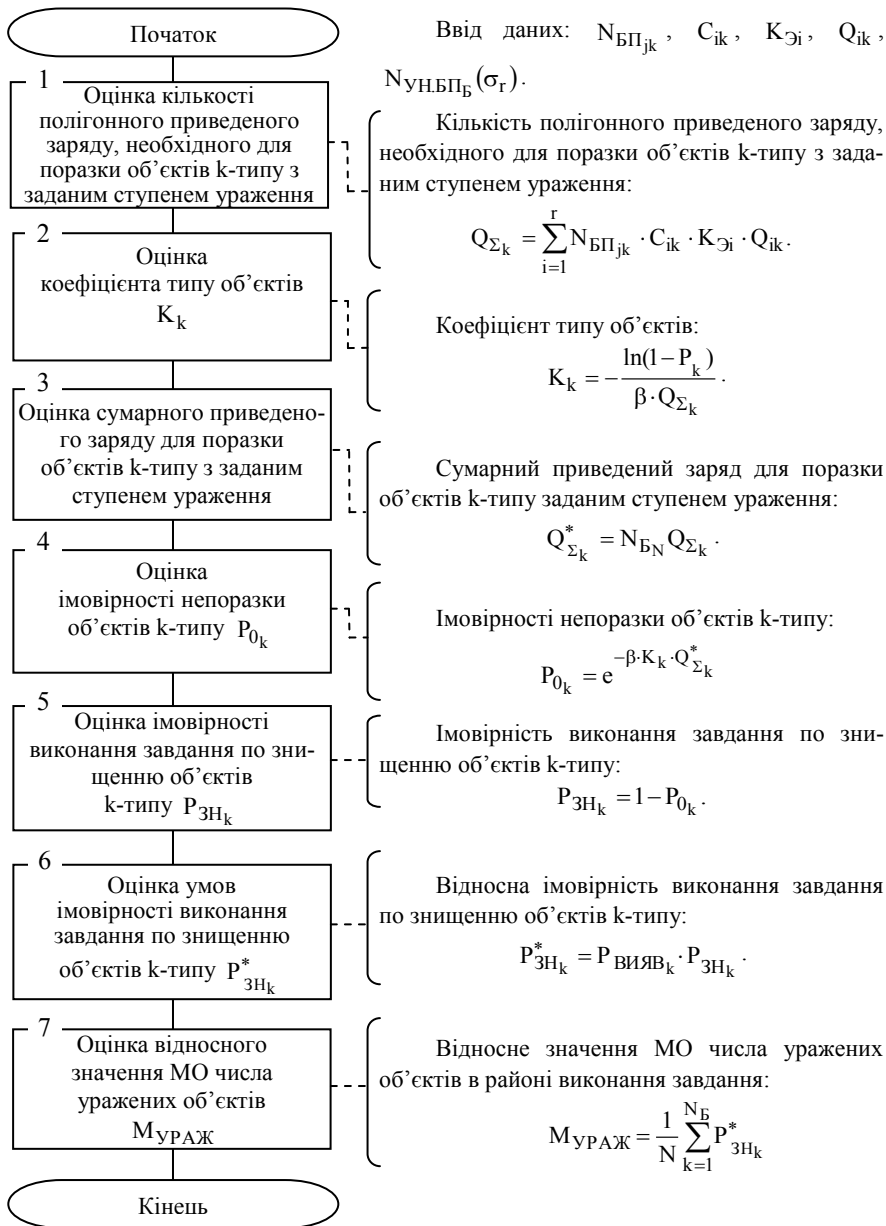 Початок
Ввід даних: N_{БП_{jk}}, C_{ik}, K_{Эi}, Q_{ik},
N_{УН.БП_Б}(σ_r).
1
Оцінка кількості
полігонного приведеного
заряду, необхідного для
поразки об’єктів k-типу з
заданим ступенем ураження
Кількість полігонного приведеного заряду,
необхідного для поразки об’єктів k-типу з зада-
ним ступенем ураження:
Q_{Σ_k} = \sum_{i=1}^{r} N_{БП_{jk}} · C_{ik} · K_{Эi} · Q_{ik}.
2
Оцінка
коефіцієнта типу об’єктів
K_k
Коефіцієнт типу об’єктів:
K_k = -\frac{ln(1-P_k)}{β·Q_{Σ_k}}.
3
Оцінка сумарного приведено-
го заряду для поразки
об’єктів k-типу з заданим
ступенем ураження
Сумарний приведений заряд для поразки
об’єктів k-типу заданим ступенем ураження:
Q^*_{Σ_k} = N_{Б_N} Q_{Σ_k}.
4
Оцінка
імовірності непоразки
об’єктів k-типу P_{0_k}
Імовірності непоразки об’єктів k-типу:
P_{0_k} = e^{-β·K_k·Q^*_{Σ_k}}
5
Оцінка імовірності
виконання завдання по зни-
щенню об’єктів
k-типу P_{ЗН_k}
Імовірність виконання завдання по зни-
щенню об’єктів k-типу:
P_{ЗН_k} = 1 − P_{0_k}.
6
Оцінка умов
імовірності виконання
завдання по знищенню
об’єктів k-типу P^*_{ЗН_k}
Відносна імовірність виконання завдання
по знищенню об’єктів k-типу:
P^*_{ЗН_k} = P_{ВИЯВ_k} · P_{ЗН_k}.
7
Оцінка відносного
значення МО числа
уражених об’єктів
M_{УРАЖ}
Відносне значення МО числа уражених
об’єктів в районі виконання завдання:
M_{УРАЖ} = \frac{1}{N} \sum_{k=1}^{N_Б} P^*_{ЗН_k}
Кінець